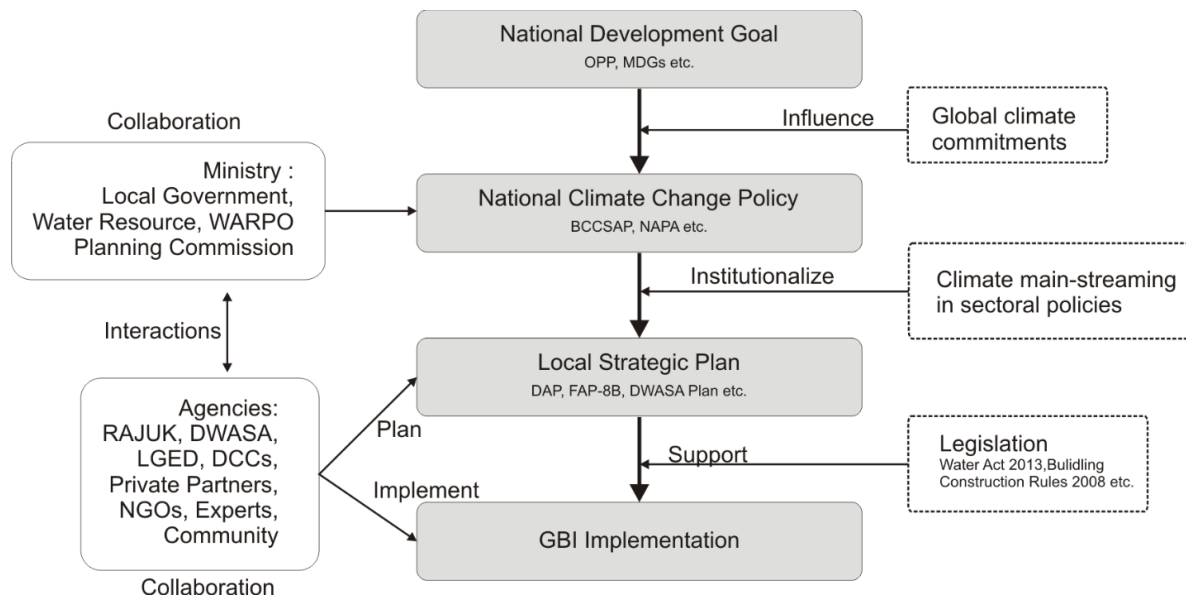 National Development Goal
OPP, MDGs etc.
Influence
Global climate
commitments
Collaboration
Ministry :
Local Government,
Water Resource, WARPO
Planning Commission
National Climate Change Policy
BCCSAP, NAPA etc.
Institutionalize
Climate main-streaming
in sectoral policies
Interactions
Local Strategic Plan
DAP, FAP-8B, DWASA Plan etc.
Agencies:
RAJUK, DWASA,
LGED, DCCs,
Private Partners,
NGOs, Experts,
Community
Plan
Implement
Support
Legislation
Water Act 2013,Bulidling
Construction Rules 2008 etc.
GBI Implementation
Collaboration